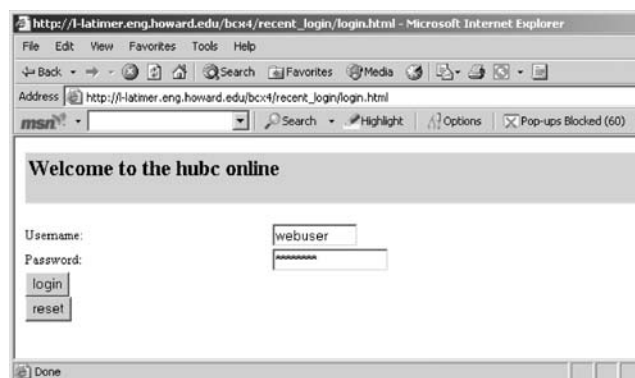 http://l-latimer.eng.howard.edu/bcx4/recent_login/login.html - Microsoft Internet Explorer
File Edit View Favorites Tools Help
Back Search Favorites Media
Address http://l-latimer.eng.howard.edu/bcx4/recent_login/login.html
msn Search Highlight Options Pop-ups Blocked (60)
Welcome to the hubc online
Username: webuser
Password: ********
login
reset
Done